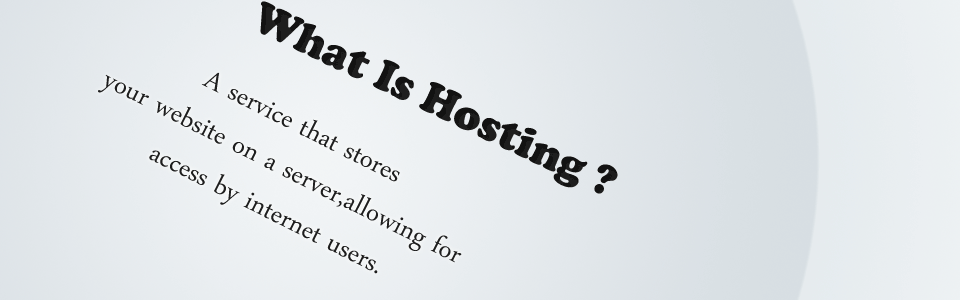 What Is Hosting ?
A service that stores
your website on a server,allowing for
access by internet users.